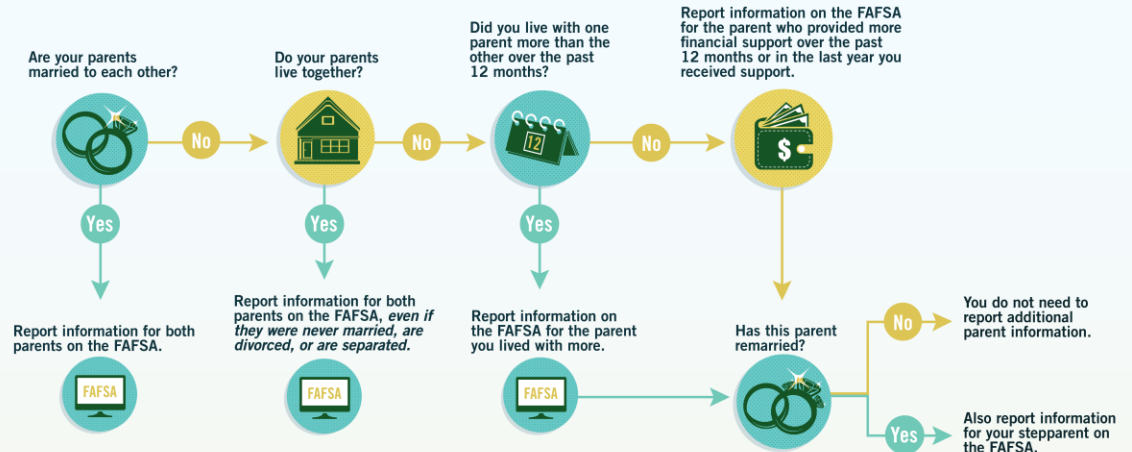 Are your parents
married to each other?
No
Yes
Report information for both
parents on the FAFSA.
FAFSA
Do your parents
live together?
No
Yes
Report information for both
parents on the FAFSA, even if
they were never married, are
divorced, or are separated.
FAFSA
Did you live with one
parent more than the
other over the past
12 months?
12
No
Yes
Report information on
the FAFSA for the parent
you lived with more.
FAFSA
Report information on the FAFSA
for the parent who provided more
financial support over the past
12 months or in the last year you
received support.
$
Has this parent
remarried?
No
You do not need to
report additional
parent information.
Yes
Also report information
for your stepparent on
the FAFSA.